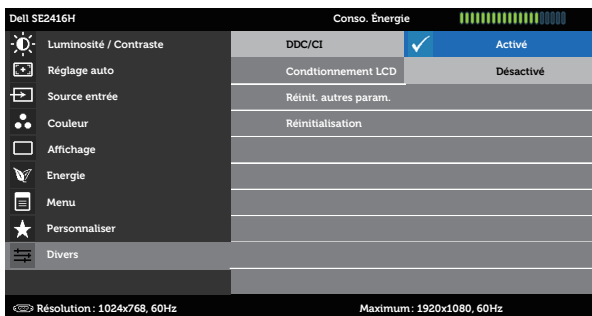 Dell SE2416H Conso. Énergie
Luminosité / Contraste DDC/CI Activé
Réglage auto Condtionnement LCD Désactivé
Source entrée Réinit. autres param.
Couleur Réinitialisation
Affichage
Energie
Menu
Personnaliser
Divers
Résolution : 1024x768, 60Hz Maximum : 1920x1080, 60Hz